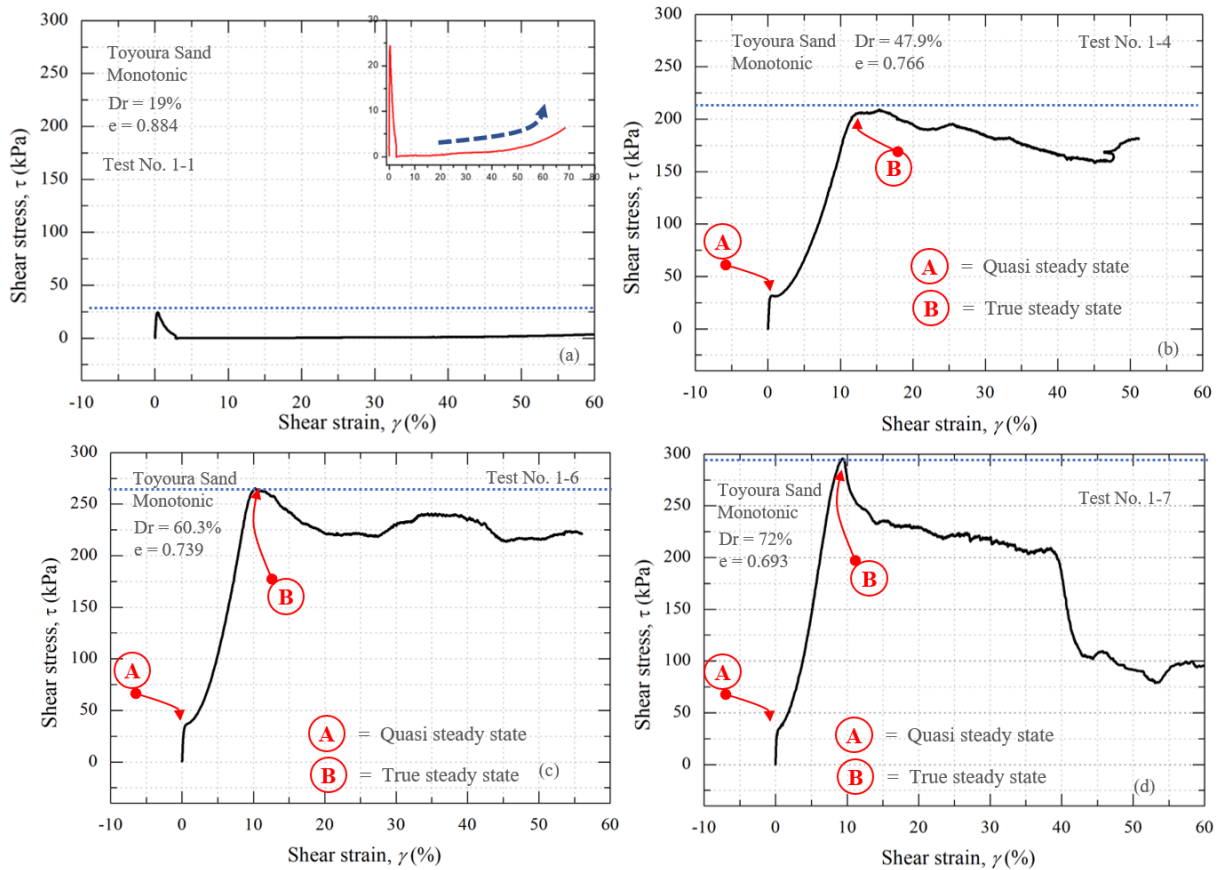 Toyoura Sand
Monotonic
Dr = 19%
e = 0.884
Test No. 1-1
30
20
10
0
0 10 20 30 40 50 60 70 80
300
250
200
150
100
50
0
Shear stress, τ (kPa)
(a)
-10 0 10 20 30 40 50 60
Shear strain, γ (%)
Toyoura Sand
Monotonic
Dr = 47.9%
e = 0.766
Test No. 1-4
300
250
200
150
100
50
0
Shear stress, τ (kPa)
B
A
A = Quasi steady state
B = True steady state
(b)
-10 0 10 20 30 40 50 60
Shear strain, γ (%)
Toyoura Sand
Monotonic
Dr = 60.3%
e = 0.739
Test No. 1-6
300
250
200
150
100
50
0
Shear stress, τ (kPa)
B
A
A = Quasi steady state
B = True steady state
(c)
-10 0 10 20 30 40 50 60
Shear strain, γ (%)
Toyoura Sand
Monotonic
Dr = 72%
e = 0.693
Test No. 1-7
300
250
200
150
100
50
0
Shear stress, τ (kPa)
B
A
A = Quasi steady state
B = True steady state
(d)
-10 0 10 20 30 40 50 60
Shear strain, γ (%)